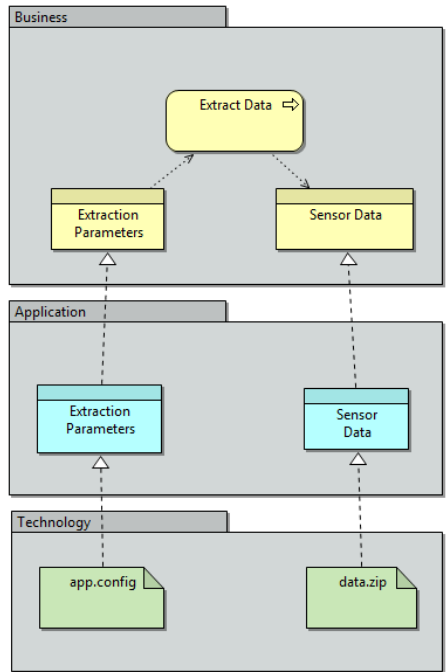 Business
Extract Data
Extraction
Parameters
Sensor Data
Application
Extraction
Parameters
Sensor
Data
Technology
app.config
data.zip